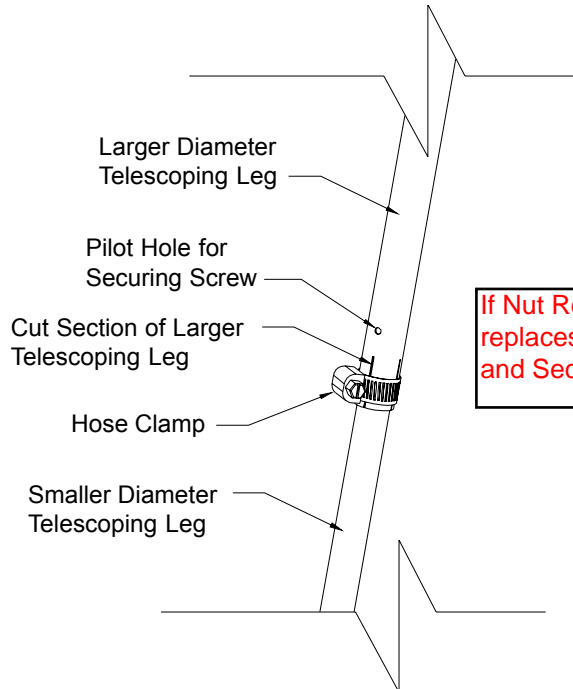 Larger Diameter
Telescoping Leg
Pilot Hole for
Securing Screw
Cut Section of Larger
Telescoping Leg
Hose Clamp
Smaller Diameter
Telescoping Leg
If Nut
replaces
and